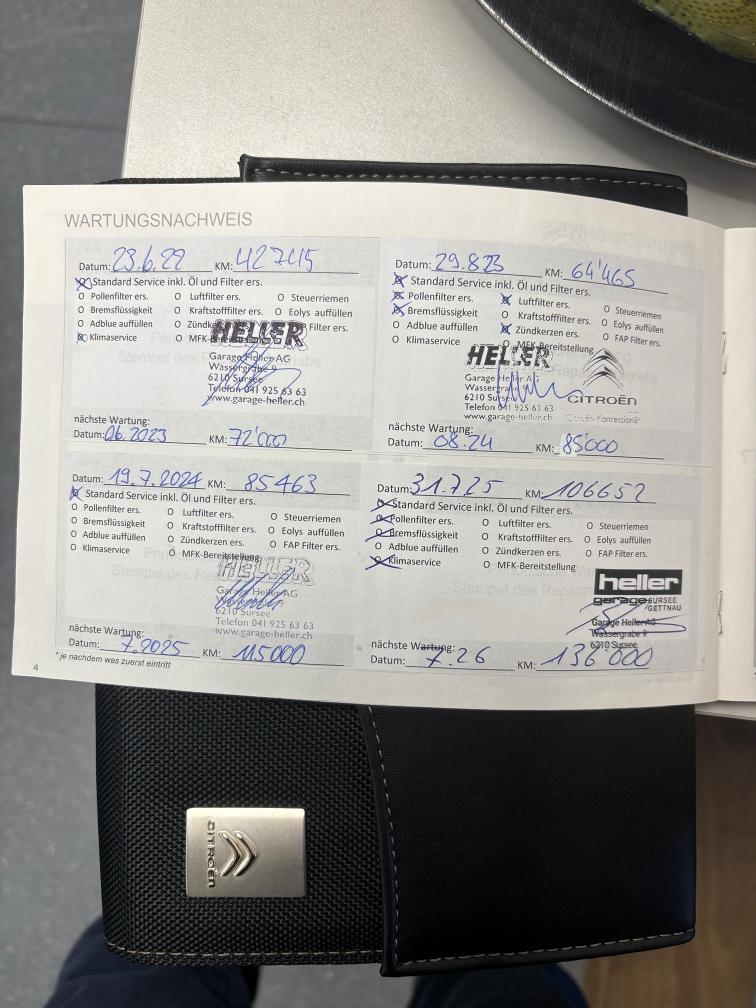 WARTUNGSNACHWEIS
Datum: 23.6.22 KM: 42745
Standard Service inkl. Öl und Filter ers.
O Pollenfilter ers. O Luftfilter ers. O Steuerriemen
O Bremsflüssigkeit O Kraftstofffilter ers. O Eolys auffüllen
O Adblue auffüllen O Filter ers.
Klimaservice O MFK-
HELLER
Garage Heller AG
Wassergrabe 9
6210 Sursee
Telefon 041 925 63 63
www.garage-heller.ch
nächste Wartung:
Datum: 06.2023 KM: 72'000
Datum: 29.8.23 KM: 64'465
Standard Service inkl. Öl und Filter ers.
Pollenfilter ers. Luftfilter ers. O Steuerriemen
Bremsflüssigkeit O Kraftstofffilter ers. O Eolys auffüllen
O Adblue auffüllen Zündkerzen ers. O FAP Filter ers.
O Klimaservice O MFK-Bereitstellung
HELLER
Garage Heller AG
Wassergrabe 9
6210 Sursee
Telefon 041 925 63 63
www.garage-heller.ch
CITROËN
Citroën Konzessionär
nächste Wartung:
Datum: 08.24 KM: 85'000
Datum: 19.7.2024 KM: 85463
Standard Service inkl. Öl und Filter ers.
O Pollenfilter ers. O Luftfilter ers. O Steuerriemen
O Bremsflüssigkeit O Kraftstofffilter ers. O Eolys auffüllen
O Adblue auffüllen O Zündkerzen ers. O FAP Filter ers.
O Klimaservice O MFK-Bereitstellung
HELLER
Garage Heller AG
6210 Sursee
Telefon 041 925 63 63
www.garage-heller.ch
nächste Wartung:
Datum: 7.2025 KM: 115000
Datum: 31.7.25 KM: 106652
Standard Service inkl. Öl und Filter ers.
Pollenfilter ers. O Luftfilter ers. O Steuerriemen
Bremsflüssigkeit O Kraftstofffilter ers. O Eolys auffüllen
O Adblue auffüllen O Zündkerzen ers. O FAP Filter ers.
Klimaservice O MFK-Bereitstellung
heller
garage SURSEE
GETTNAU
Garage Heller AG
Wassergrabe 9
6210 Sursee
nächste Wartung:
Datum: 7.26 KM: 136'000
* je nachdem was zuerst eintritt
4
CITROËN